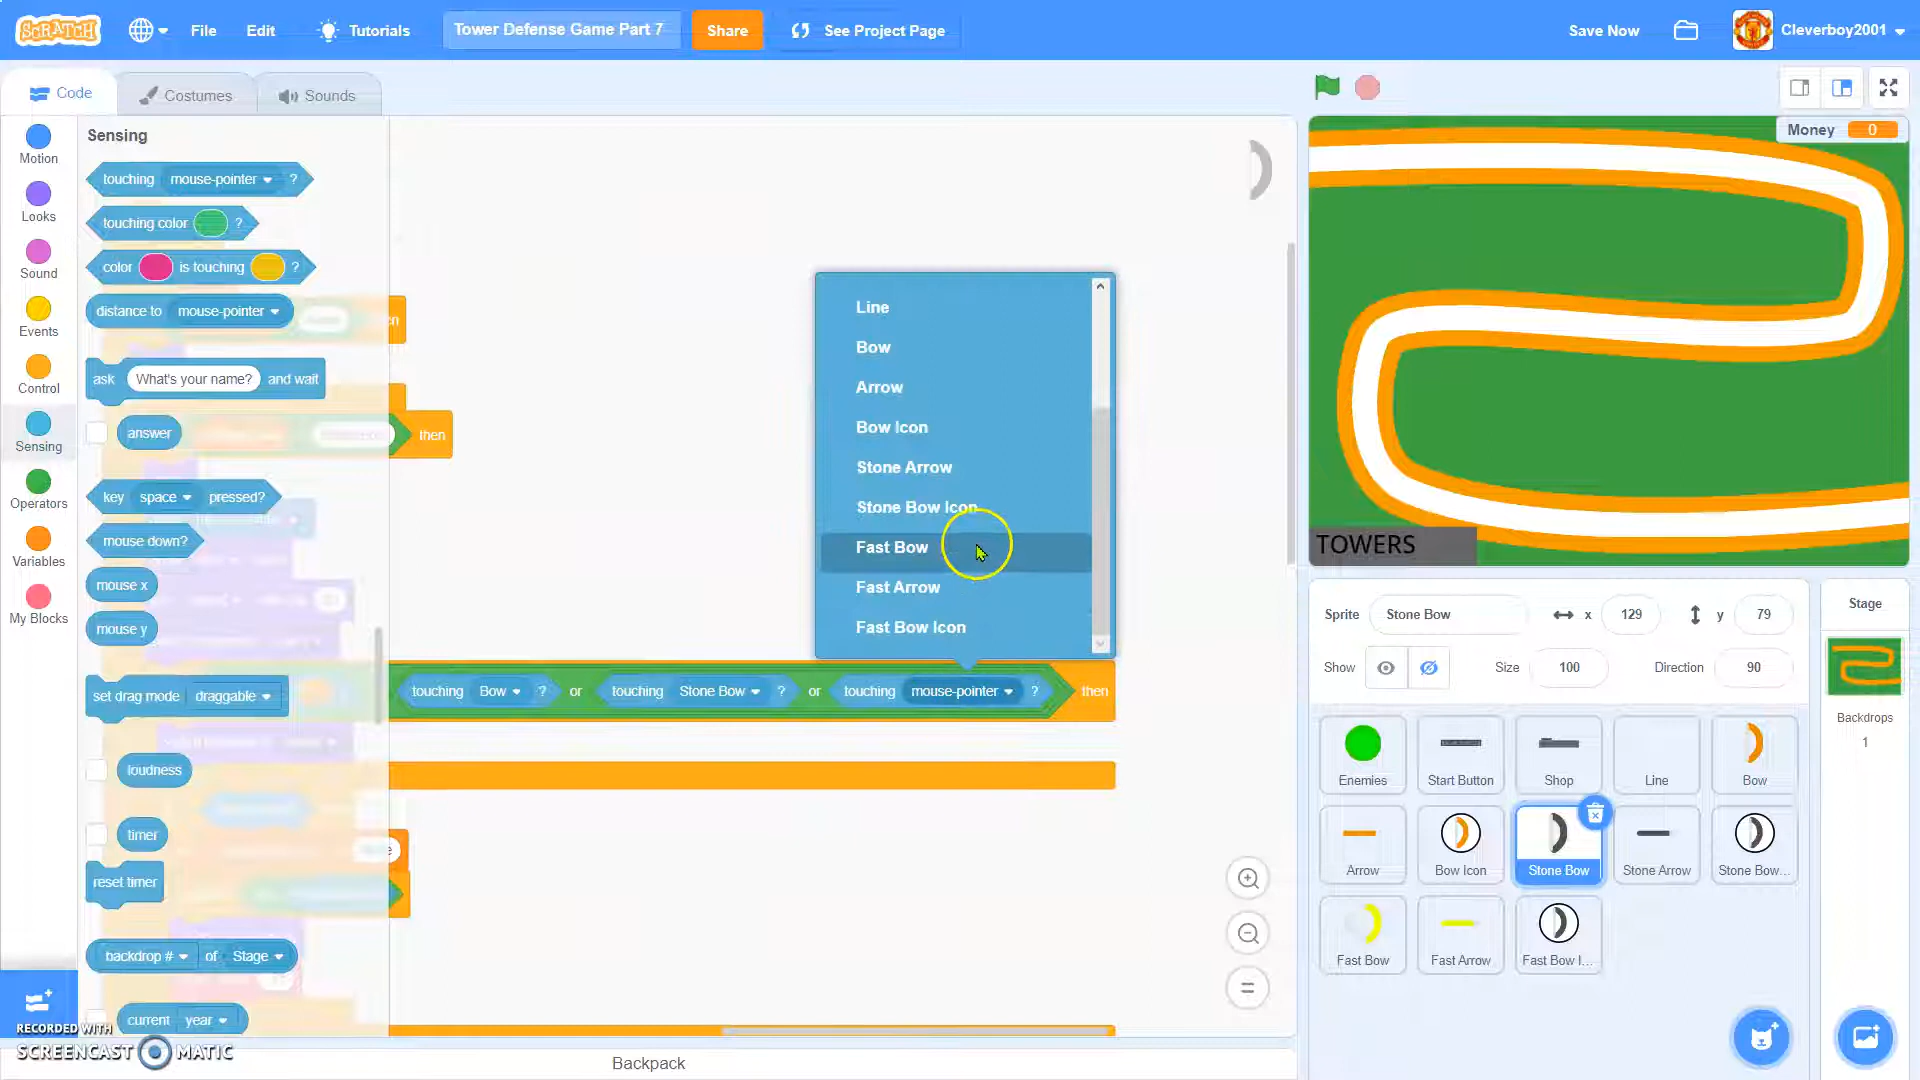 SCRATCH
File
Edit
Tutorials
Tower Defense Game Part 7
Share
See Project Page
Save Now
Cleverboy2001
Code
Costumes
Sounds
Motion
Looks
Sound
Events
Control
Sensing
Operators
Variables
My Blocks
Sensing
touching mouse-pointer ?
touching color ?
color is touching ?
distance to mouse-pointer
ask What's your name? and wait
answer
key space pressed?
mouse down?
mouse x
mouse y
set drag mode draggable
loudness
timer
reset timer
backdrop # of Stage
current year
then
Line
Bow
Arrow
Bow Icon
Stone Arrow
Stone Bow Icon
Fast Bow
Fast Arrow
Fast Bow Icon
touching Bow ? or touching Stone Bow ? or touching mouse-pointer ? then
Backpack
Money 0
TOWERS
Sprite Stone Bow x 129 y 79
Show Size 100 Direction 90
Enemies
Start Button
Shop
Line
Bow
Arrow
Bow Icon
Stone Bow
Stone Arrow
Stone Bow...
Fast Bow
Fast Arrow
Fast Bow I...
Stage
Backdrops
1
RECORDED WITH
SCREENCAST MATIC